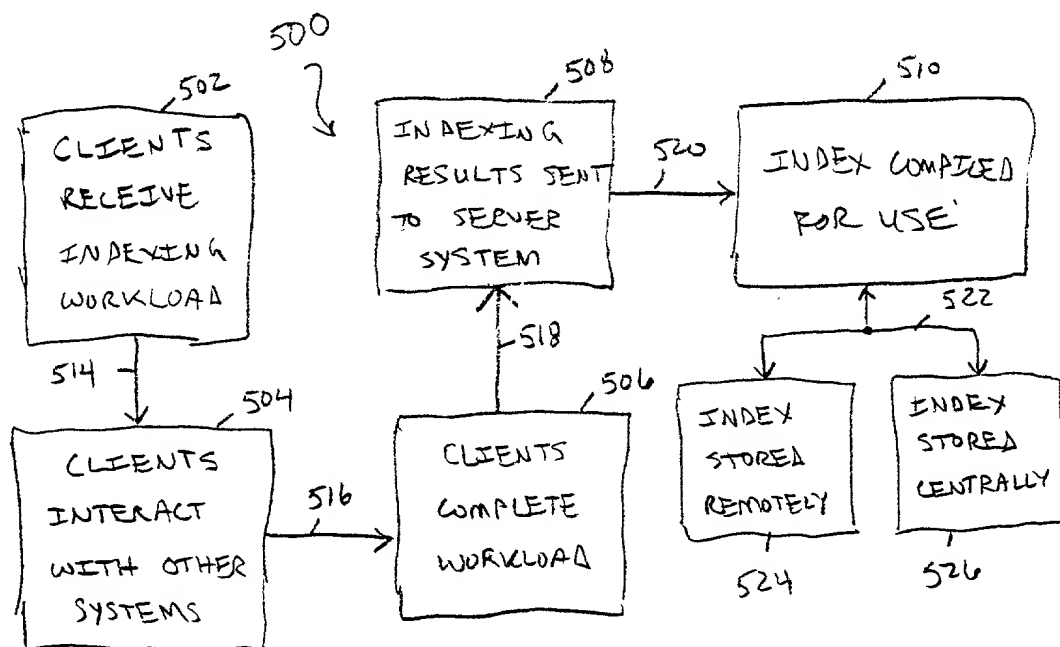 500
502
CLIENTS
RECEIVE
INDEXING
WORKLOAD
514
504
CLIENTS
INTERACT
WITH OTHER
SYSTEMS
516
506
CLIENTS
COMPLETE
WORKLOAD
518
508
INDEXING
RESULTS SENT
TO SERVER
SYSTEM
520
510
INDEX COMPILED
FOR USE
522
INDEX
STORED
REMOTELY
524
INDEX
STORED
CENTRALLY
526